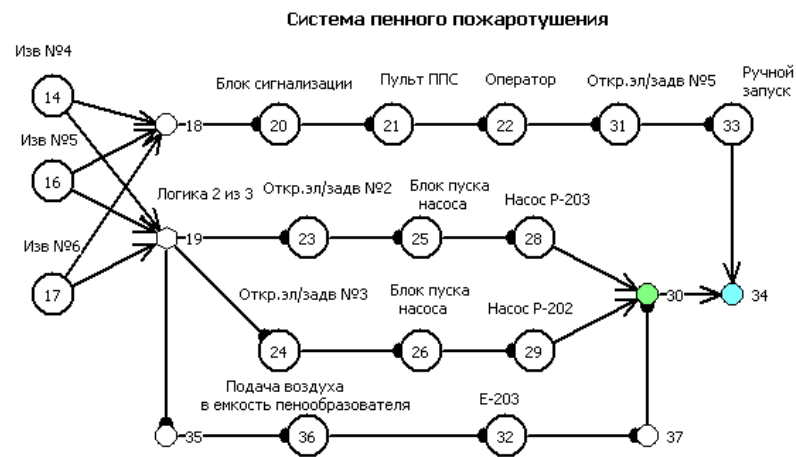 Система пенного пожаротушения
Изв №4
14
Изв №5
16
Изв №6
17
18
Блок сигнализации
20
Пульт ППС
21
Оператор
22
Откр.эл/задв №5
31
Ручной
запуск
33
Логика 2 из 3
19
Откр.эл/задв №2
23
Блок пуска
насоса
25
Насос Р-203
28
30
34
Откр.эл/задв №3
24
Блок пуска
насоса
26
Насос Р-202
29
35
Подача воздуха
в емкость пенообразователя
36
Е-203
32
37